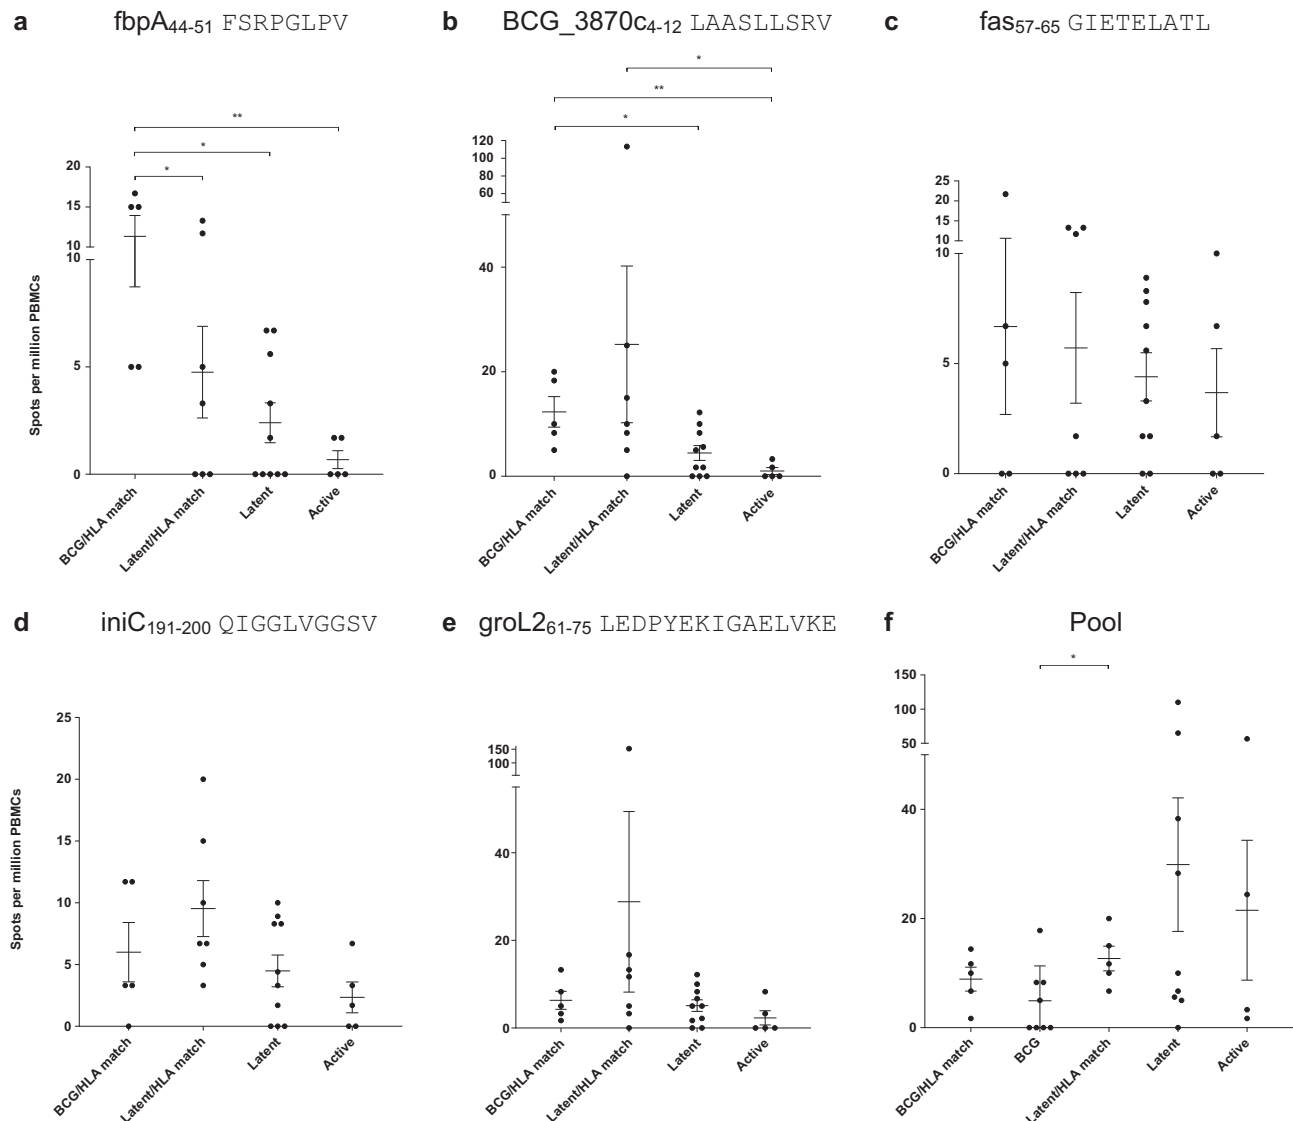 a fbpA44-51 FSRPGLPV
b BCG_3870c4-12 LAASLLSRV
c fas57-65 GIETELATL
**
*
*
20
15
10
10
5
0
Spots per million PBMCs
BCG/HLA match
Latent/HLA match
Latent
Active
*
**
*
120
100
80
60
40
20
0
BCG/HLA match
Latent/HLA match
Latent
Active
25
20
15
10
10
5
0
BCG/HLA match
Latent/HLA match
Latent
Active
d iniC191-200 QIGGLVGGSV
e groL261-75 LEDPYEKIGAELVKE
f Pool
25
20
15
10
5
0
Spots per million PBMCs
BCG/HLA match
Latent/HLA match
Latent
Active
150
100
40
20
0
BCG/HLA match
Latent/HLA match
Latent
Active
*
150
100
50
40
20
0
BCG/HLA match
BCG
Latent/HLA match
Latent
Active